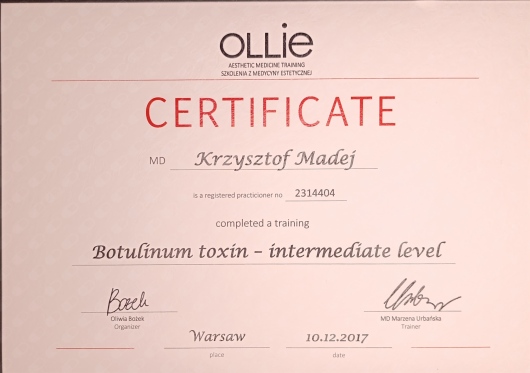 OLLie
AESTHETIC MEDICINE TRAINING
SZKOLENIA Z MEDYCYNY ESTETYCZNEJ
CERTIFICATE
MD Krzysztof Madej
is a registered practicioner no 2314404
completed a training
Botulinum toxin – intermediate level
Oliwia Bożek
Organizer
MD Marzena Urbańska
Trainer
Warsaw 10.12.2017
place date